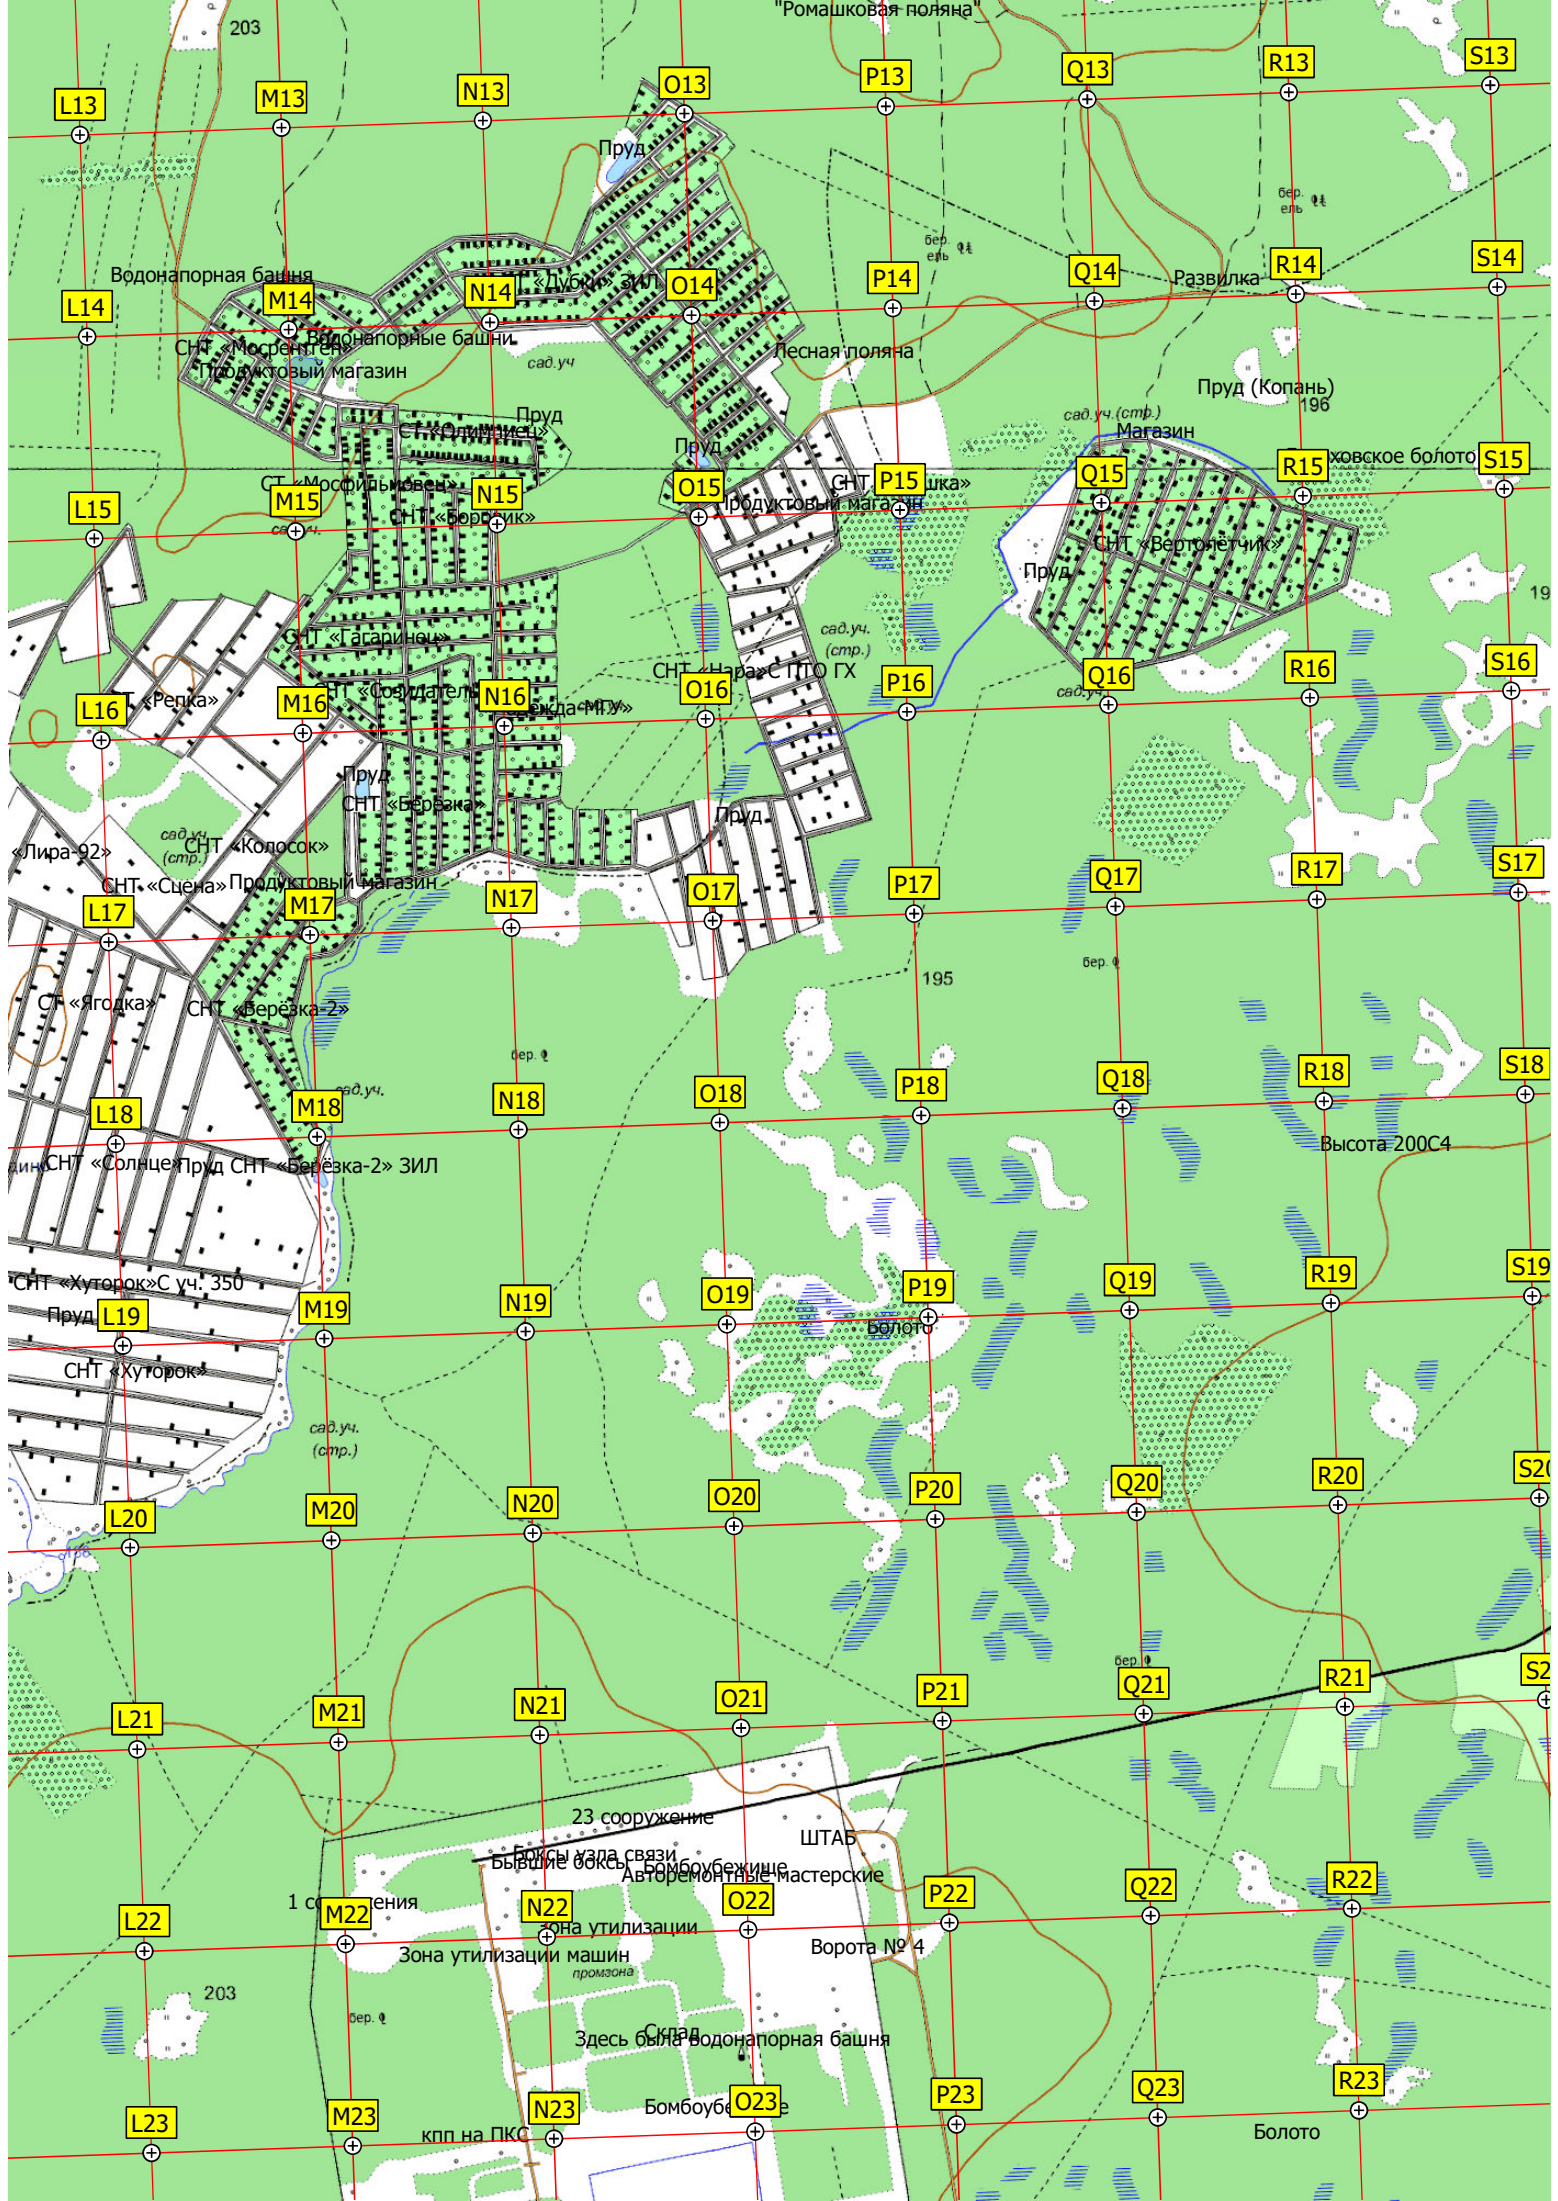 "Ромашковая поляна"
203
L13
M13
N13
O13
P13
Q13
R13
S13
Пруд
бер.
ель
бер.
ель
Водонапорная башня
L14
M14
N14
СТ «Дубки» ЗИЛ
O14
P14
Q14
Развилка
R14
S14
СНТ «Мосрентген»
Водонапорные башни
Продуктовый магазин
сад.уч
Лесная поляна
Пруд (Копань)
196
сад.уч.(стр.)
Магазин
Пруд
СТ «Олимпиец»
Пруд
ховское болото
СТ «Мосфильмовец»
L15
M15
N15
O15
СНТ
P15
шка»
Q15
R15
S15
сад.уч.
СНТ «Боровик»
Продуктовый магазин
СНТ «Вертолётчик»
Пруд
19
СНТ «Гагаринец»
сад.уч.
(стр.)
СНТ «Нара»С ПТО ГХ
L16
«Репка»
M16
СНТ «Созидатель
N16
O16
P16
Q16
R16
S16
сад.уч.
Пруд
СНТ «Берёзка»
Пруд
сад.уч.
(стр.)
«Лира-92»
СНТ «Колосок»
СНТ «Сцена»
Продуктовый магазин
L17
M17
N17
O17
P17
Q17
R17
S17
бер.
195
СТ «Ягодка»
СНТ «Берёзка-2»
бер.
сад.уч.
L18
M18
N18
O18
P18
Q18
R18
S18
Высота 200С4
СНТ «Солнце»
Пруд СНТ «Берёзка-2» ЗИЛ
СНТ «Хуторок»С уч. 350
Пруд
L19
M19
N19
O19
P19
Q19
R19
S19
Болото
СНТ «Хуторок»
сад.уч.
(стр.)
L20
M20
N20
O20
P20
Q20
R20
S20
бер.
L21
M21
N21
O21
P21
Q21
R21
S2
23 сооружение
ШТАБ
Боксы узла связи
Бывшие боксы
Бомбоубежище
Авторемонтные мастерские
L22
M22
N22
O22
P22
Q22
R22
Зона утилизации
Зона утилизации машин
промзона
Ворота № 4
203
бер.
Склад
Здесь была водонапорная башня
L23
M23
N23
O23
P23
Q23
R23
кпп на ПКС
Болото